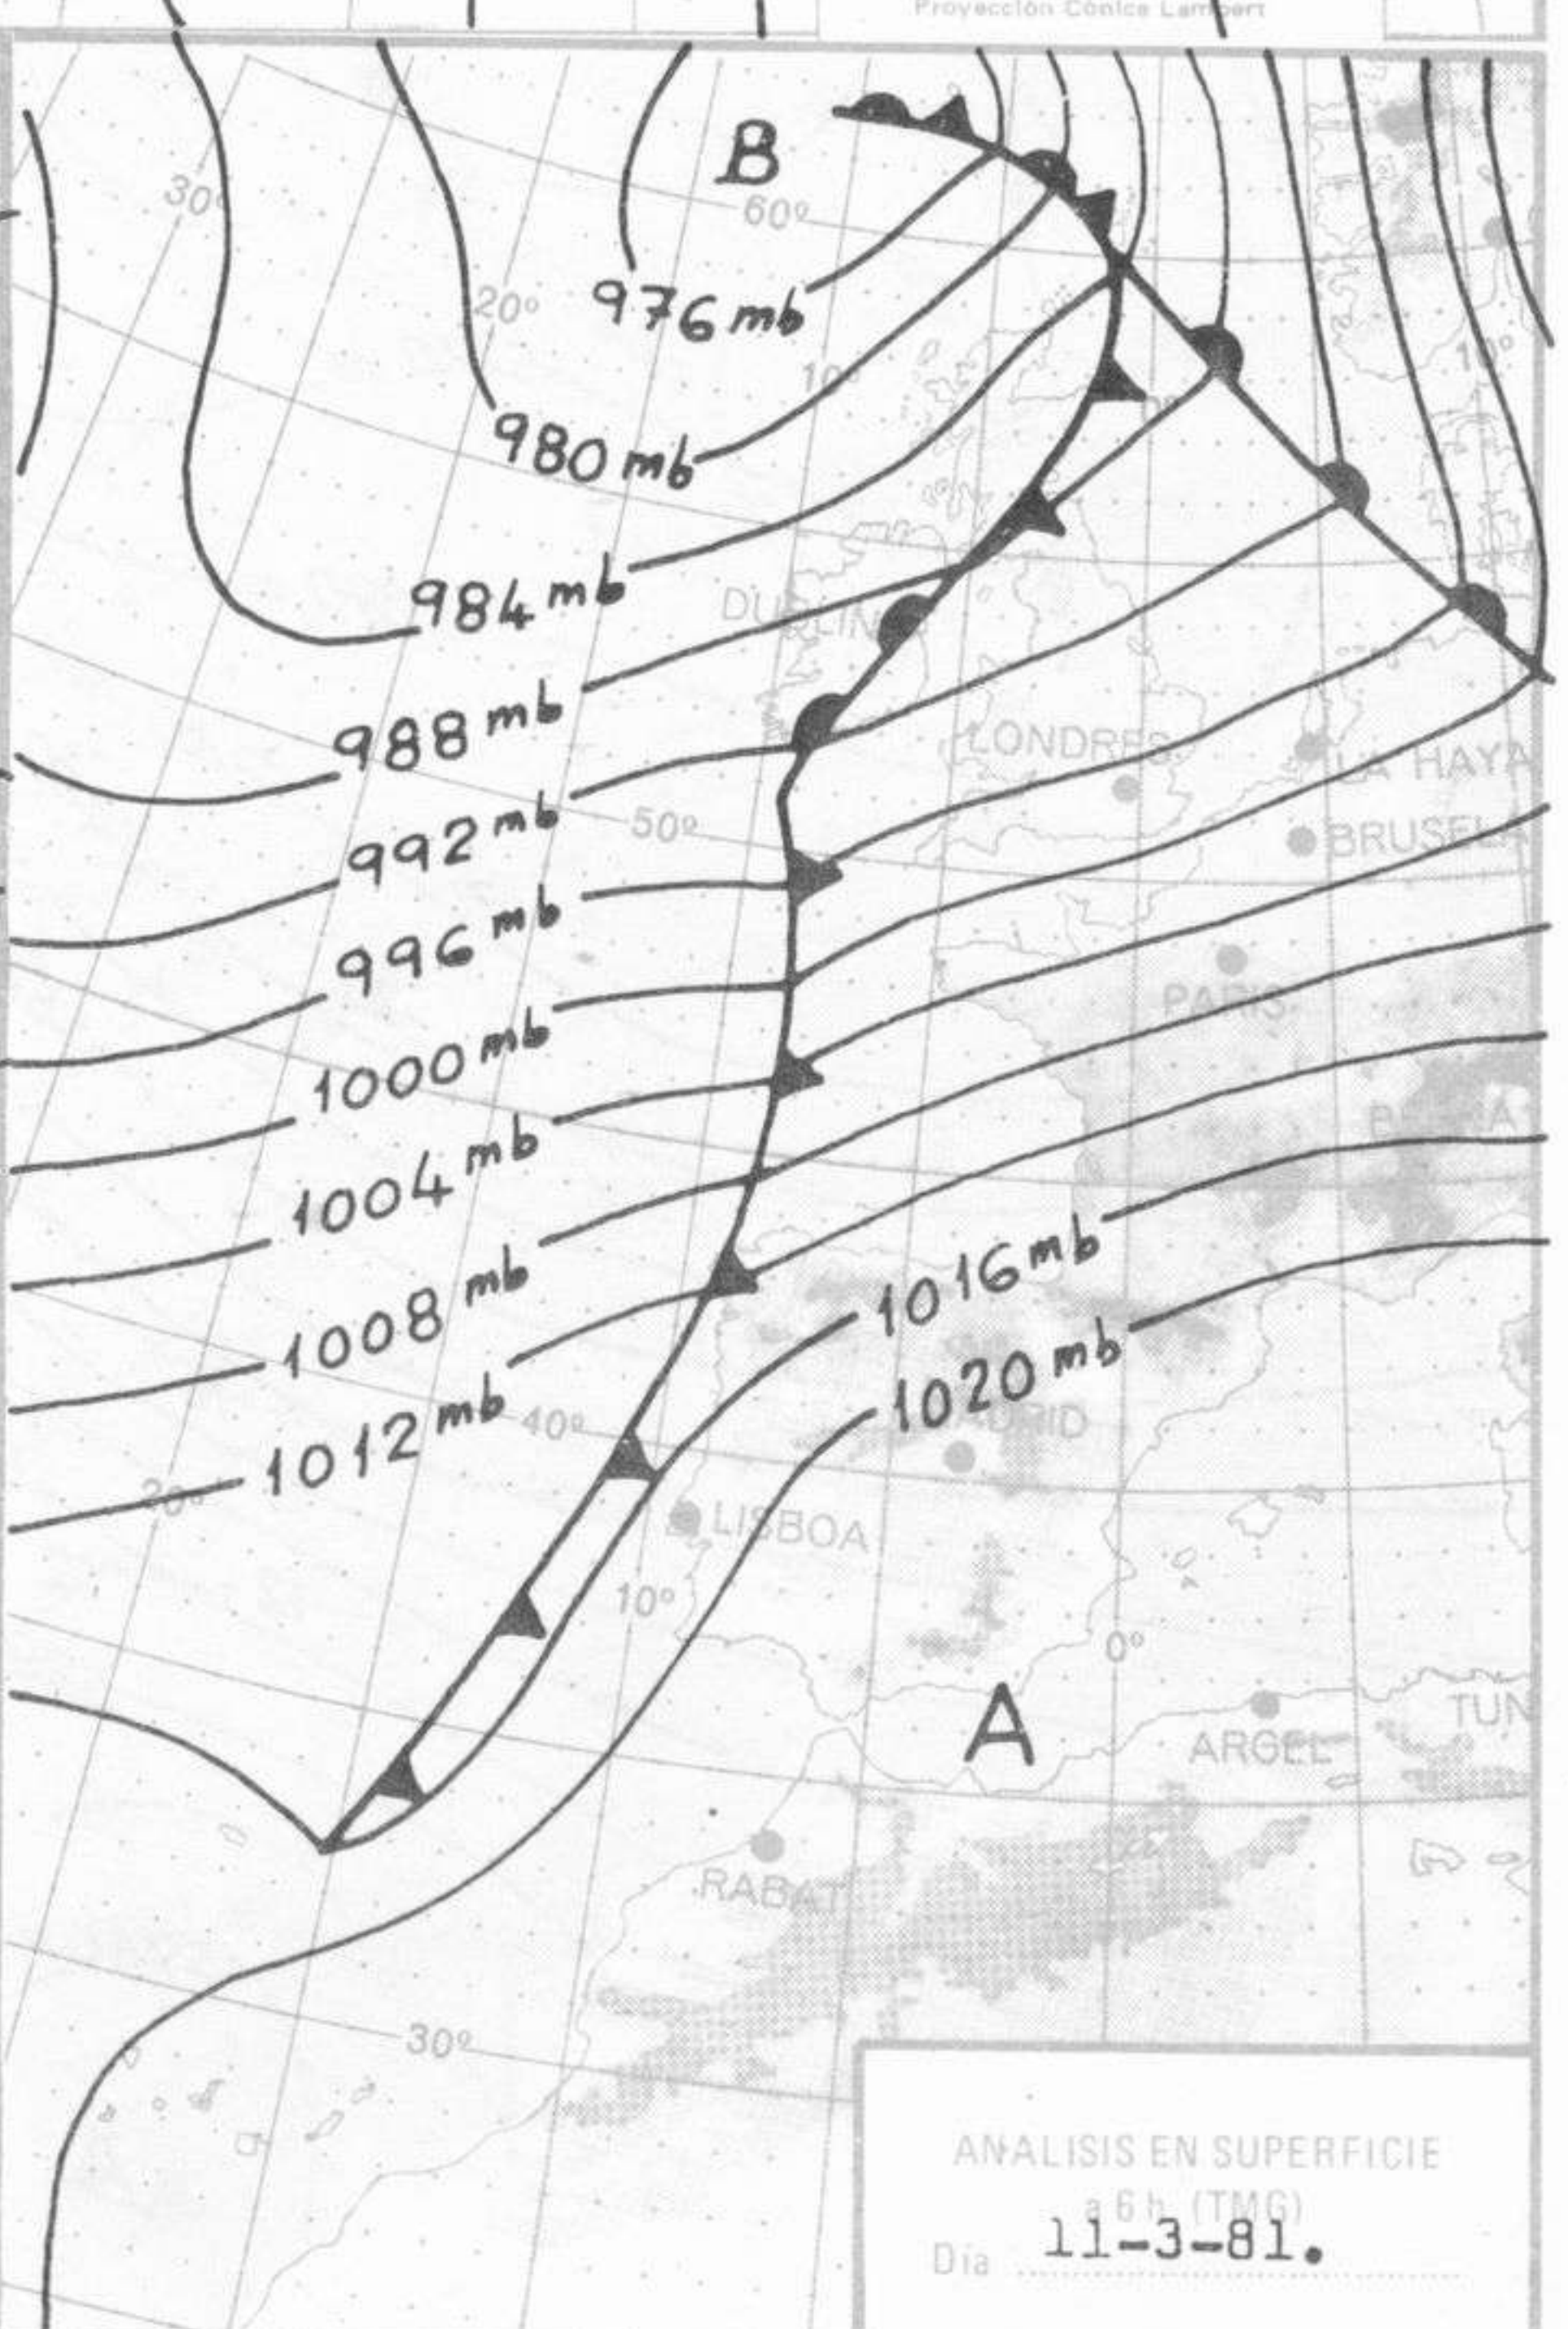 Proyección Cónica Lambert
B
30º
60º
20º
976 mb
10º
10º
980 mb
984 mb
DUBLIN
988 mb
LONDRES
LA HAYA
992 mb
50º
BRUSELA
996 mb
PARIS
1000 mb
1004 mb
1016 mb
1008 mb
1020 mb
1012 mb
40º
MADRID
20º
LISBOA
10º
0º
A
TUN
ARGEL
RABAT
30º
ANALISIS EN SUPERFICIE
a 6 h (TMG)
Día 11-3-81.